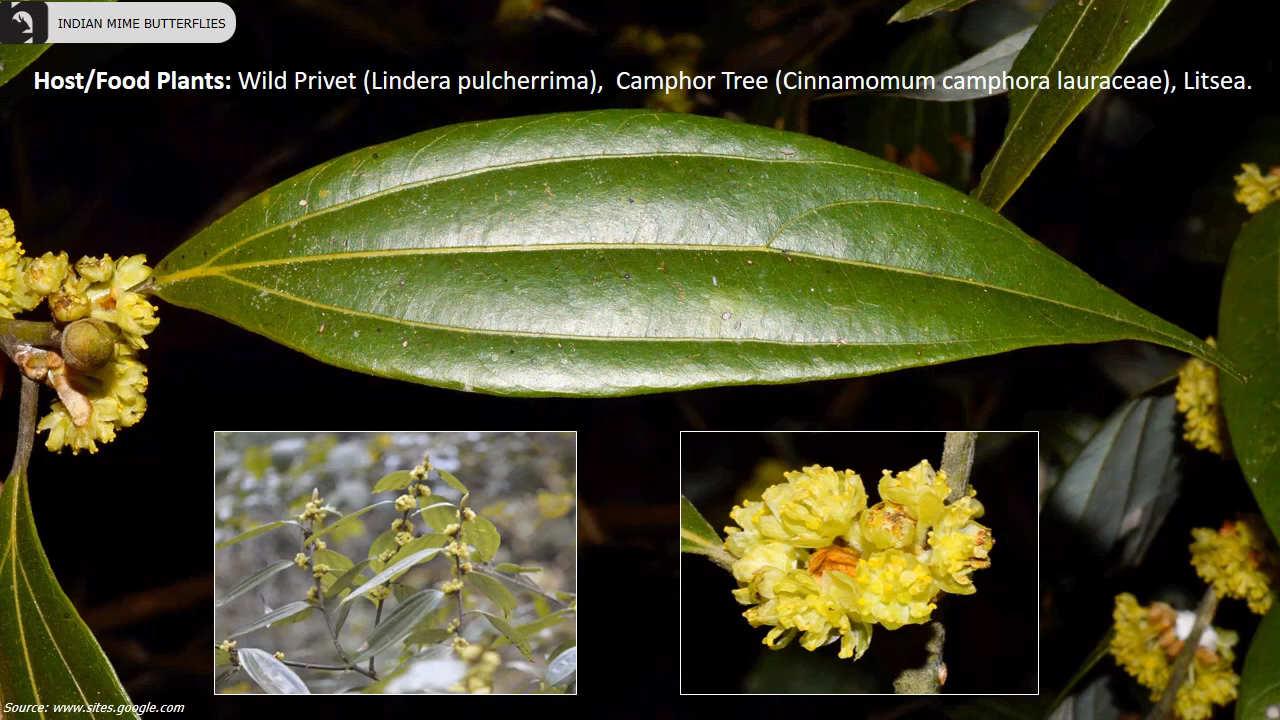 INDIAN MIME BUTTERFLIES
Host/Food Plants: Wild Privet (Lindera pulcherrima),  Camphor Tree (Cinnamomum camphora lauraceae), Litsea.
Source: www.sites.google.com